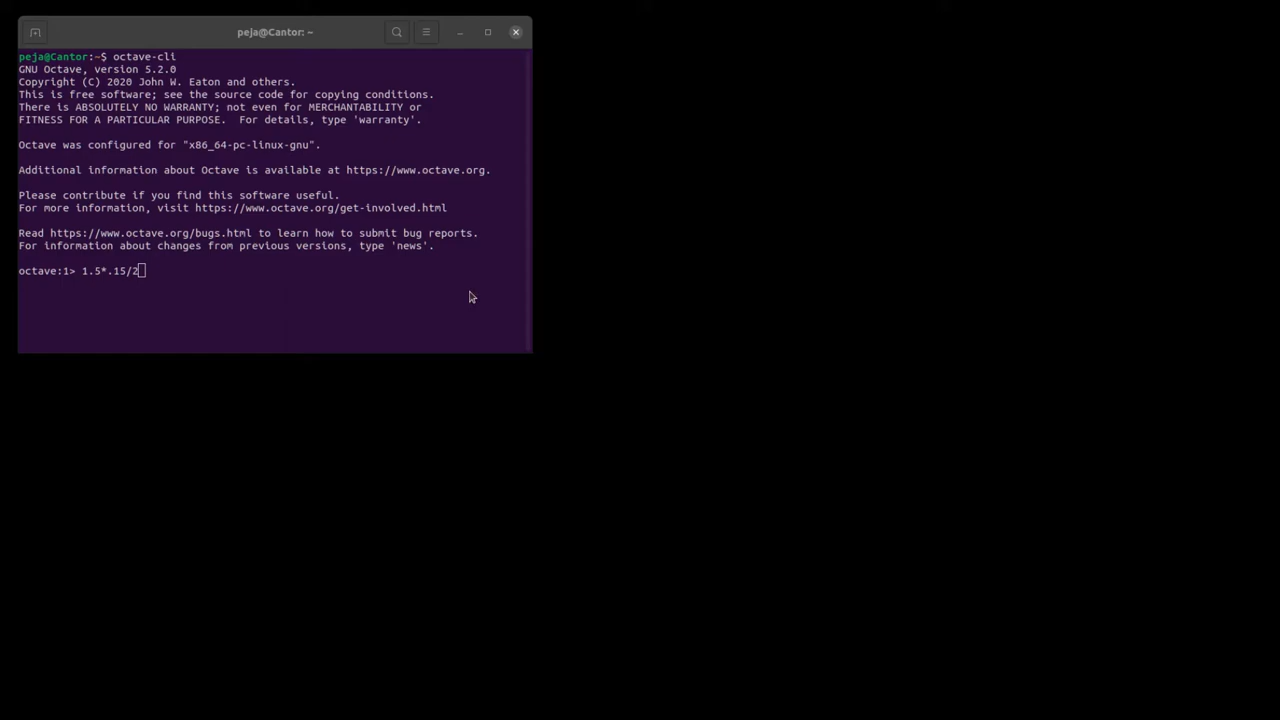 peja@Cantor: ~
peja@Cantor:~$ octave-cli
GNU Octave, version 5.2.0
Copyright (C) 2020 John W. Eaton and others.
This is free software; see the source code for copying conditions.
There is ABSOLUTELY NO WARRANTY; not even for MERCHANTABILITY or
FITNESS FOR A PARTICULAR PURPOSE.  For details, type 'warranty'.
Octave was configured for "x86_64-pc-linux-gnu".
Additional information about Octave is available at https://www.octave.org.
Please contribute if you find this software useful.
For more information, visit https://www.octave.org/get-involved.html
Read https://www.octave.org/bugs.html to learn how to submit bug reports.
For information about changes from previous versions, type 'news'.
octave:1> 1.5*.15/2